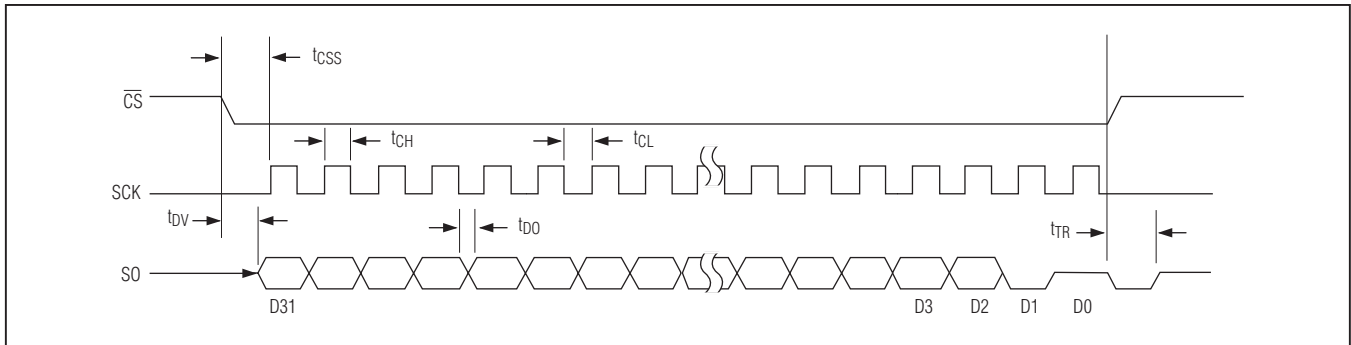 tCSS
CS
tCH
tCL
SCK
tDV
tDO
tTR
SO
D31
D3
D2
D1
D0